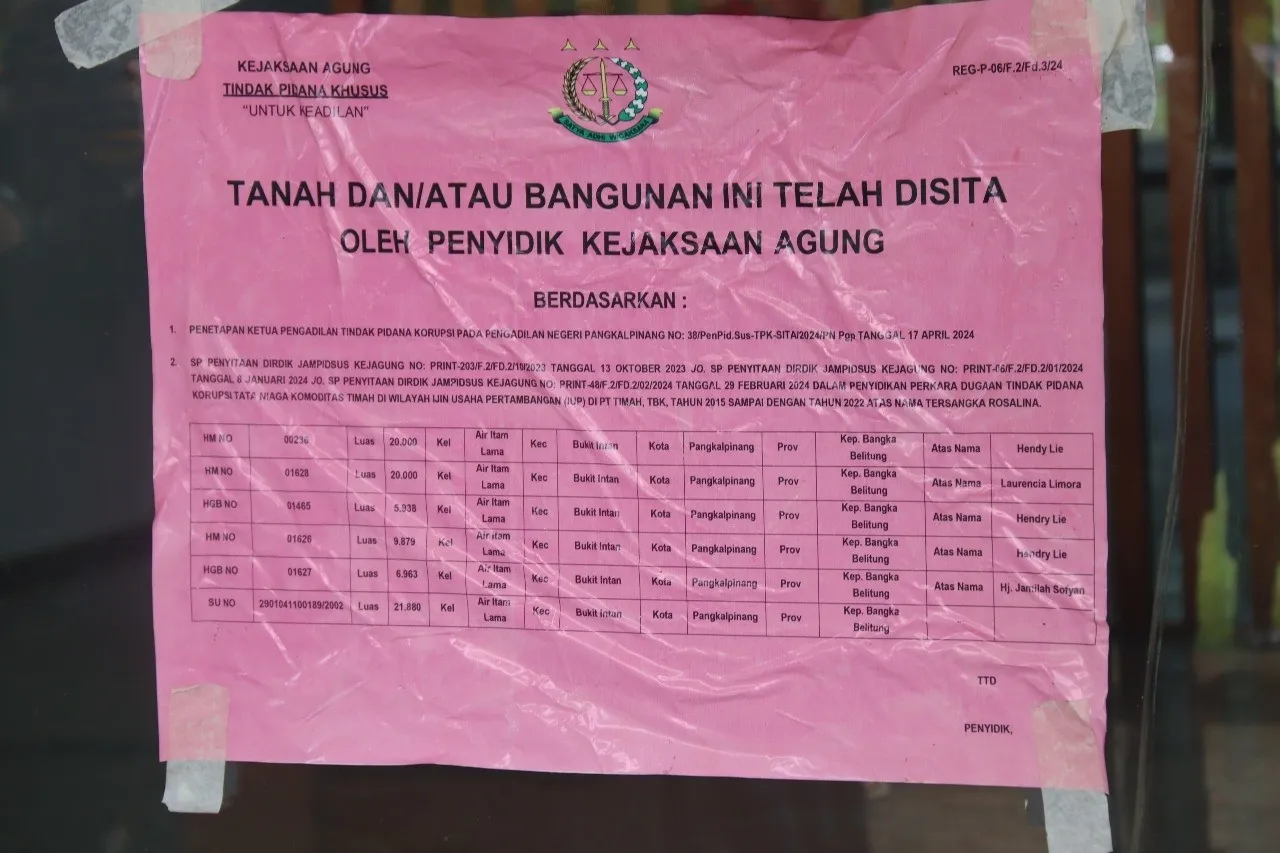 KEJAKSAAN AGUNG
TINDAK PIDANA KHUSUS
"UNTUK KEADILAN"
SATYA ADHI WICAKSANA
REG-P-06/F.2/Fd.3/24
TANAH DAN/ATAU BANGUNAN INI TELAH DISITA
OLEH PENYIDIK KEJAKSAAN AGUNG
BERDASARKAN :
1. PENETAPAN KETUA PENGADILAN TINDAK PIDANA KORUPSI PADA PENGADILAN NEGERI PANGKALPINANG NO: 38/PenPid.Sus-TPK-SITA/2024/PN Pgp TANGGAL 17 APRIL 2024
2. SP PENYITAAN DIRDIK JAMPIDSUS KEJAGUNG NO: PRINT-203/F.2/FD.2/10/2023 TANGGAL 13 OKTOBER 2023 JO. SP PENYITAAN DIRDIK JAMPIDSUS KEJAGUNG NO: PRINT-06/F.2/FD.2/01/2024
TANGGAL 8 JANUARI 2024 JO. SP PENYITAAN DIRDIK JAMPIDSUS KEJAGUNG NO: PRINT-48/F.2/FD.2/02/2024 TANGGAL 29 FEBRUARI 2024 DALAM PENYIDIKAN PERKARA DUGAAN TINDAK PIDANA
KORUPSI TATA NIAGA KOMODITAS TIMAH DI WILAYAH IJIN USAHA PERTAMBANGAN (IUP) DI PT TIMAH, TBK, TAHUN 2015 SAMPAI DENGAN TAHUN 2022 ATAS NAMA TERSANGKA ROSALINA.
HM NO 00236 Luas 20.000 Kel Air Itam Lama Kec Bukit Intan Kota Pangkalpinang Prov Kep. Bangka Belitung Atas Nama Hendy Lie
HM NO 01628 Luas 20.000 Kel Air Itam Lama Kec Bukit Intan Kota Pangkalpinang Prov Kep. Bangka Belitung Atas Nama Laurencia Limora
HGB NO 01465 Luas 5.938 Kel Air Itam Lama Kec Bukit Intan Kota Pangkalpinang Prov Kep. Bangka Belitung Atas Nama Hendry Lie
HM NO 01626 Luas 9.879 Kel Air Itam Lama Kec Bukit Intan Kota Pangkalpinang Prov Kep. Bangka Belitung Atas Nama Hendry Lie
HGB NO 01627 Luas 6.963 Kel Air Itam Lama Kec Bukit Intan Kota Pangkalpinang Prov Kep. Bangka Belitung Atas Nama Hj. Jamilah Sofyan
SU NO 2901041100189/2002 Luas 21.880 Kel Air Itam Lama Kec Bukit Intan Kota Pangkalpinang Prov Kep. Bangka Belitung
TTD
PENYIDIK,